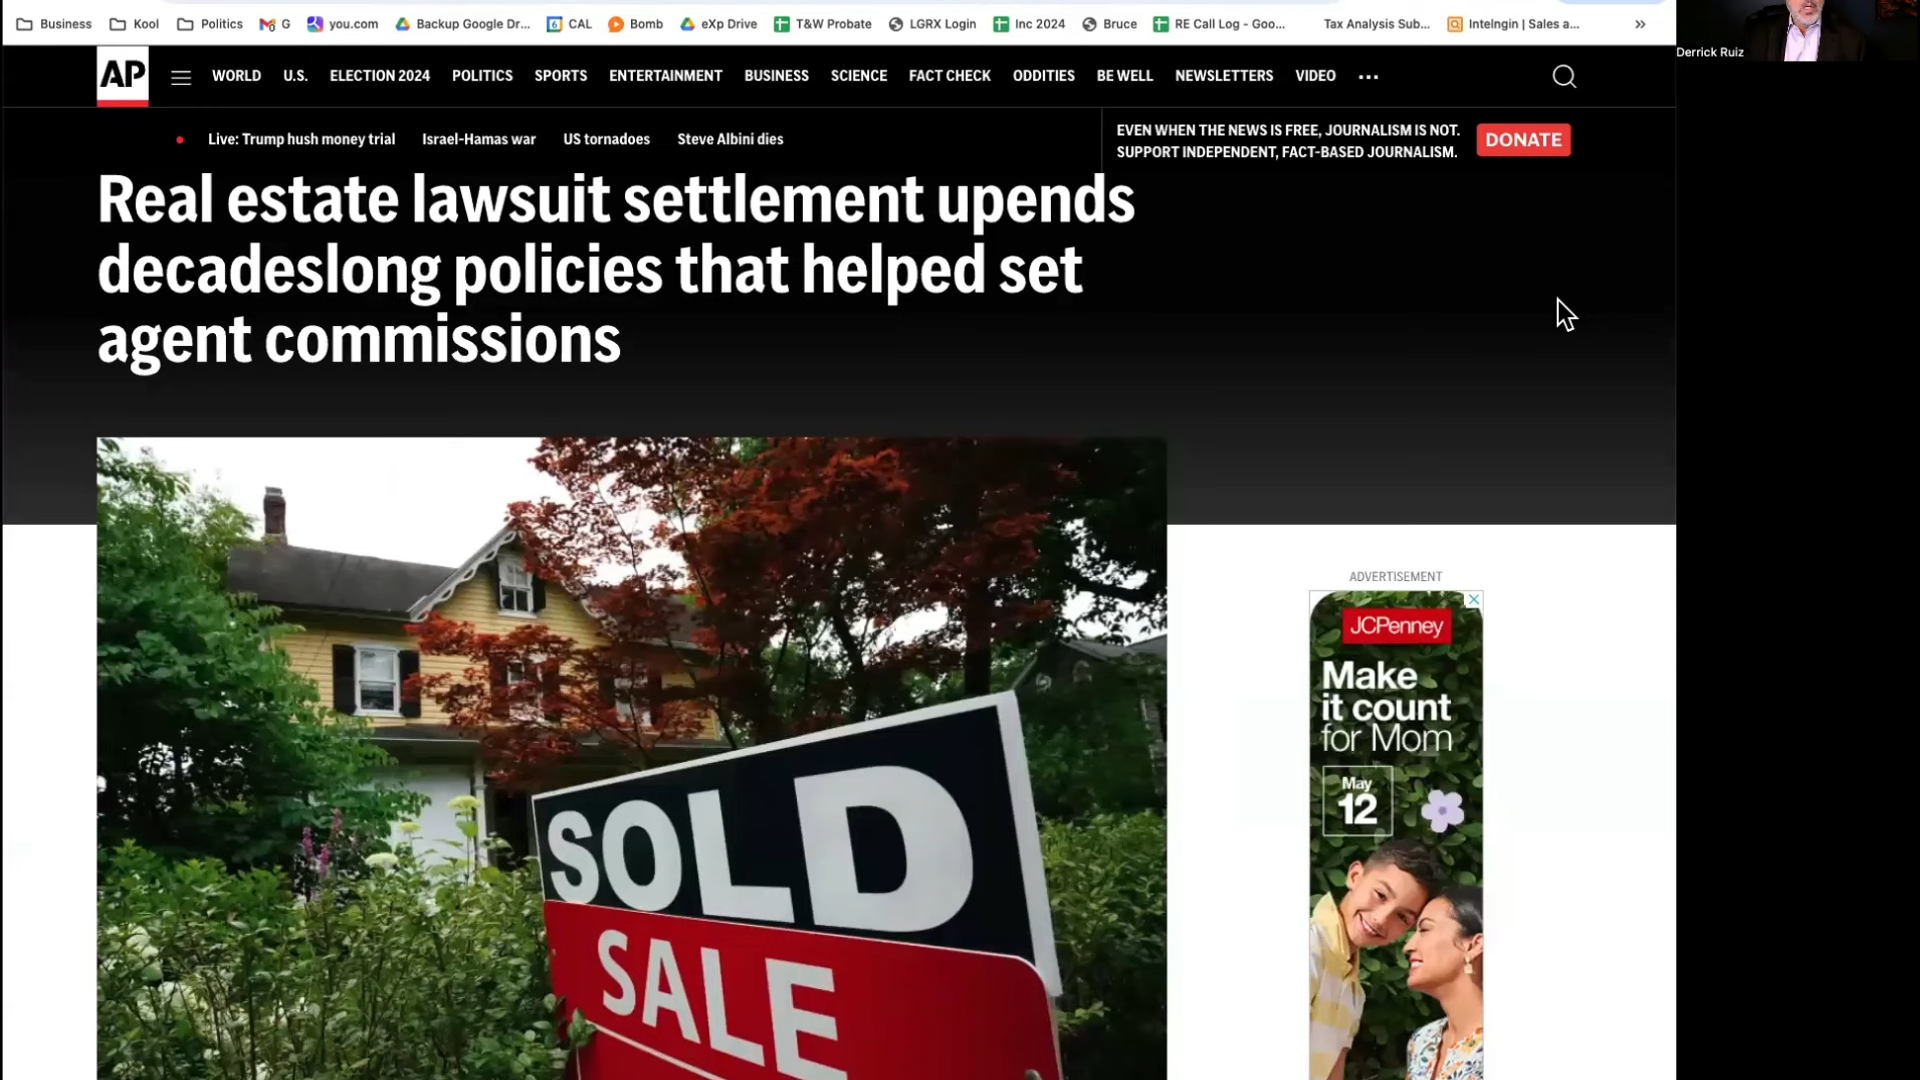 Business Kool Politics G you.com Backup Google Dr... CAL Bomb eXp Drive T&W Probate LGRX Login Inc 2024 Bruce RE Call Log - Goo... Tax Analysis Sub... Intelngin | Sales a... »
Derrick Ruiz
AP WORLD U.S. ELECTION 2024 POLITICS SPORTS ENTERTAINMENT BUSINESS SCIENCE FACT CHECK ODDITIES BE WELL NEWSLETTERS VIDEO •••
Live: Trump hush money trial Israel-Hamas war US tornadoes Steve Albini dies
EVEN WHEN THE NEWS IS FREE, JOURNALISM IS NOT.
SUPPORT INDEPENDENT, FACT-BASED JOURNALISM.
DONATE
Real estate lawsuit settlement upends
decadeslong policies that helped set
agent commissions
SOLD
SALE
ADVERTISEMENT
JCPenney
Make
it count
for Mom
May
12